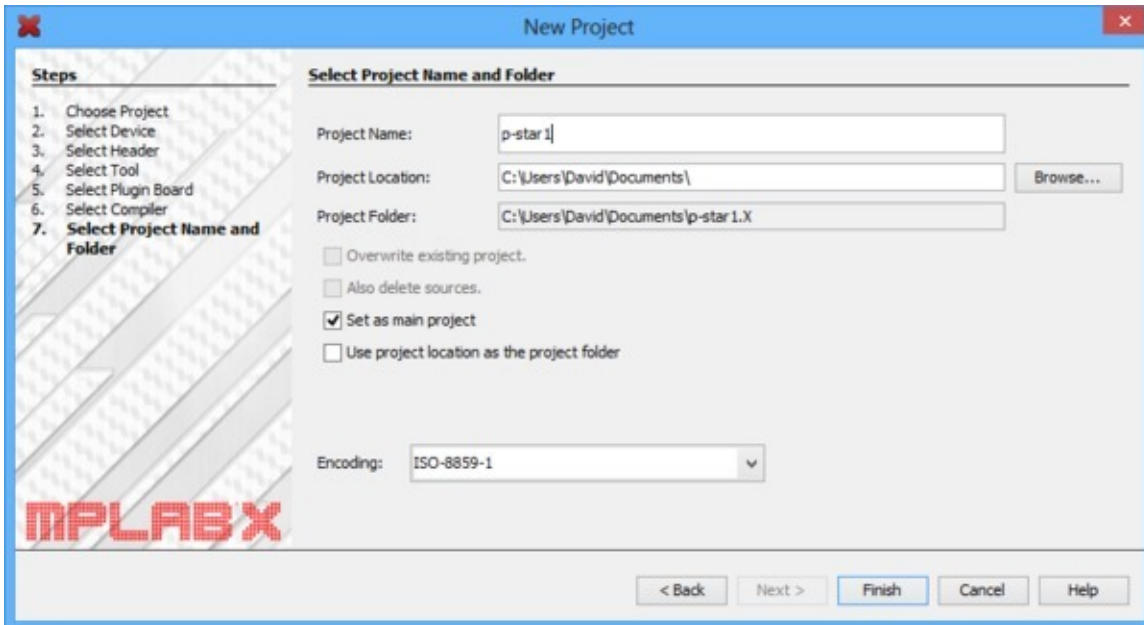 New Project
Steps
1. Choose Project
2. Select Device
3. Select Header
4. Select Tool
5. Select Plugin Board
6. Select Compiler
7. Select Project Name and
Folder
MPLAB X
Select Project Name and Folder
Project Name: p-star1
Project Location: C:\Users\David\Documents\ Browse...
Project Folder: C:\Users\David\Documents\p-star1.X
Overwrite existing project.
Also delete sources.
Set as main project
Use project location as the project folder
Encoding: ISO-8859-1
< Back Next > Finish Cancel Help